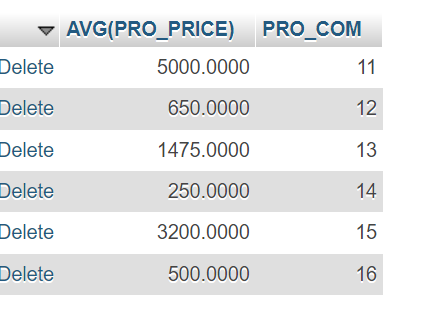 AVG(PRO_PRICE) PRO_COM
Delete 5000.0000 11
Delete 650.0000 12
Delete 1475.0000 13
Delete 250.0000 14
Delete 3200.0000 15
Delete 500.0000 16